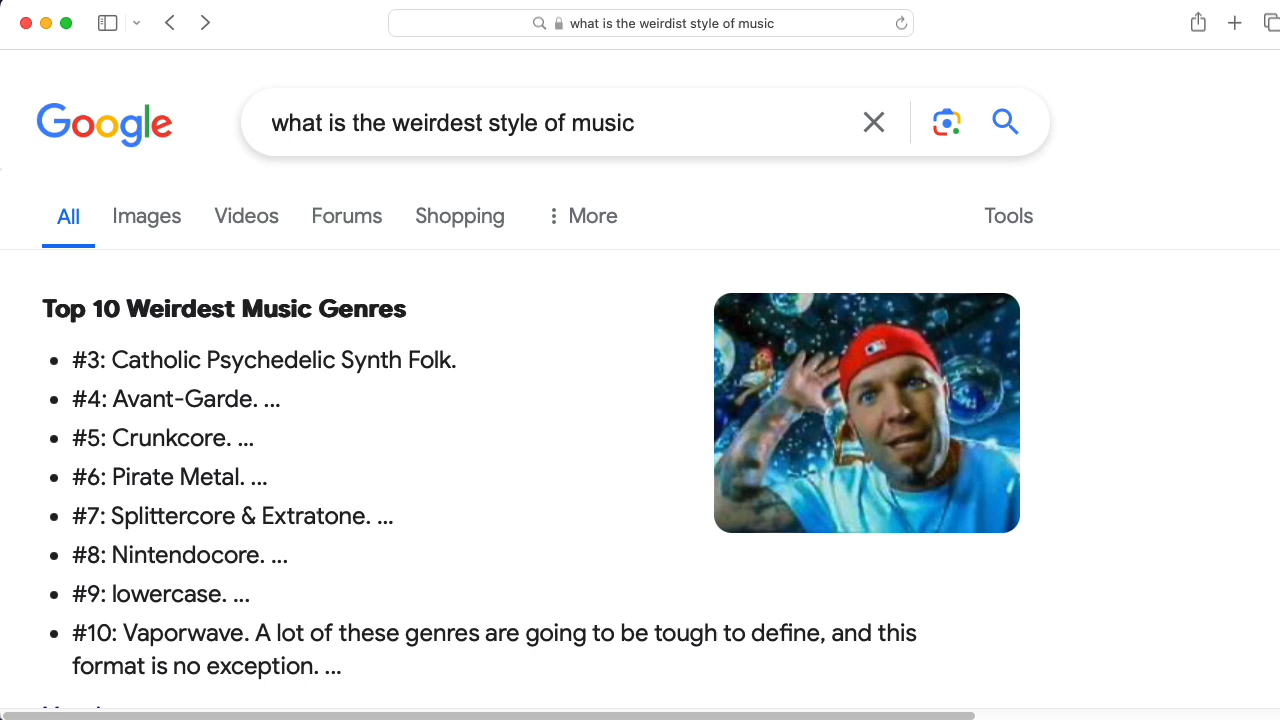 what is the weirdist style of music
Google
what is the weirdest style of music
All Images Videos Forums Shopping More Tools
Top 10 Weirdest Music Genres
#3: Catholic Psychedelic Synth Folk.
#4: Avant-Garde. ...
#5: Crunkcore. ...
#6: Pirate Metal. ...
#7: Splittercore & Extratone. ...
#8: Nintendocore. ...
#9: lowercase. ...
#10: Vaporwave. A lot of these genres are going to be tough to define, and this
format is no exception. ...